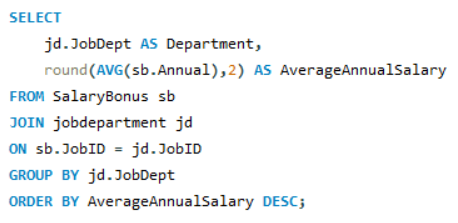 SELECT
jd.JobDept AS Department,
round(AVG(sb.Annual),2) AS AverageAnnualSalary
FROM SalaryBonus sb
JOIN jobdepartment jd
ON sb.JobID = jd.JobID
GROUP BY jd.JobDept
ORDER BY AverageAnnualSalary DESC;